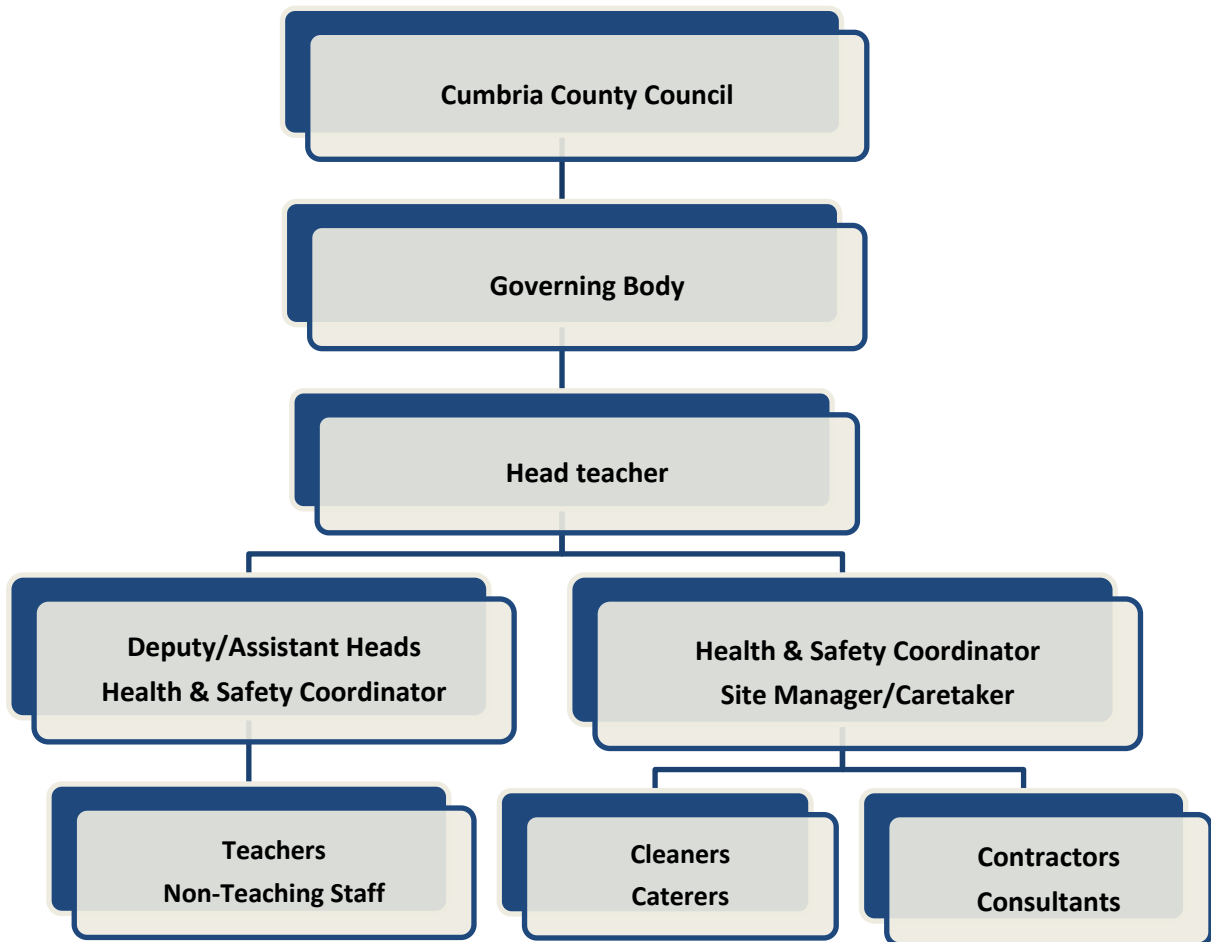 Cumbria County Council
Governing Body
Head teacher
Deputy/Assistant Heads
Health & Safety Coordinator
Health & Safety Coordinator
Site Manager/Caretaker
Teachers
Non-Teaching Staff
Cleaners
Caterers
Contractors
Consultants